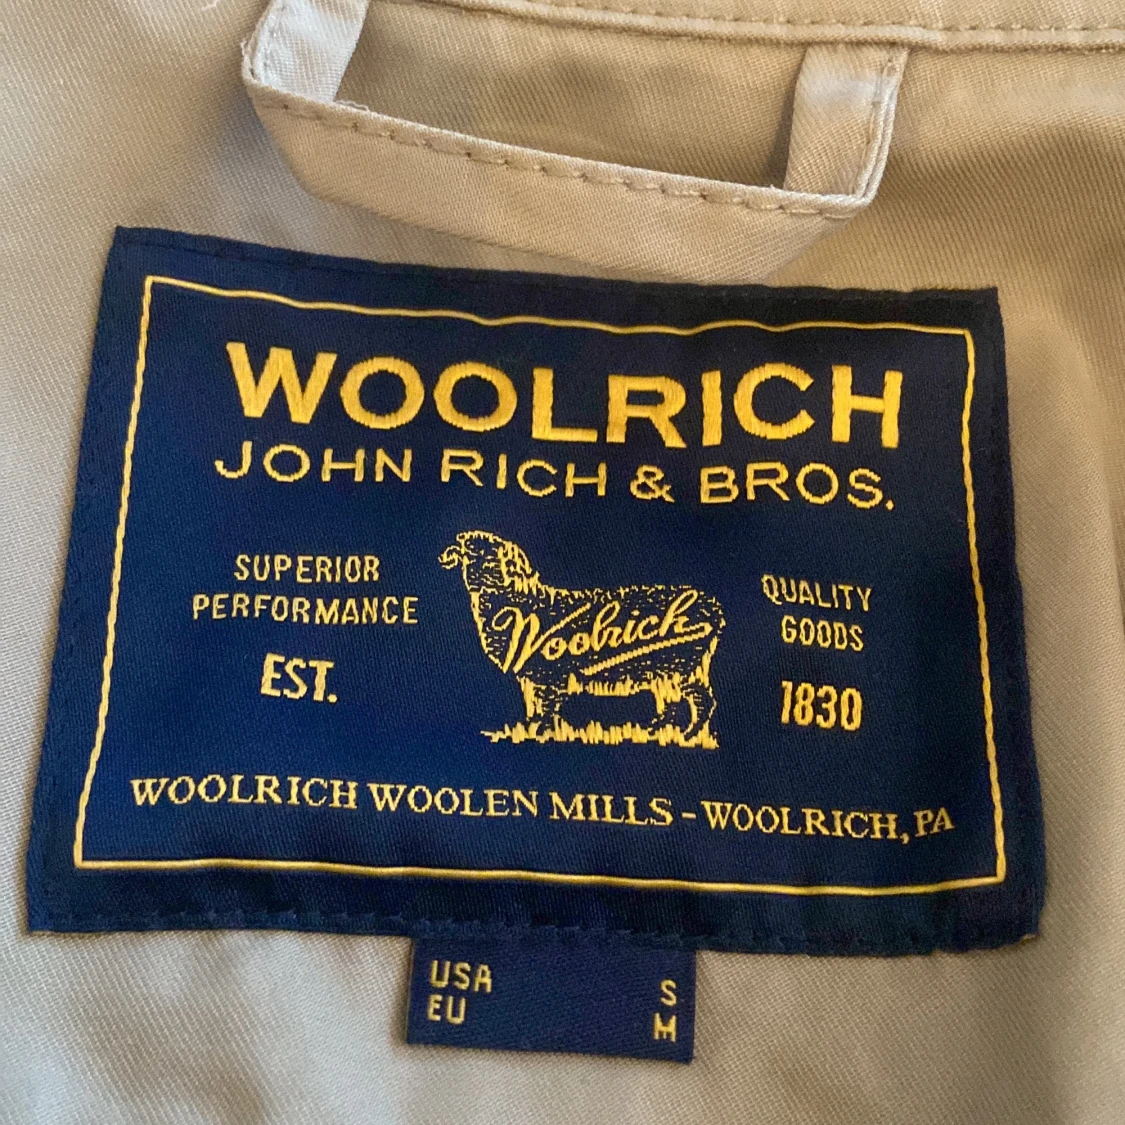 WOOLRICH
JOHN RICH & BROS.
SUPERIOR
PERFORMANCE
EST.
Woolrich
QUALITY
GOODS
1830
WOOLRICH WOOLEN MILLS - WOOLRICH, PA
USA S
EU M